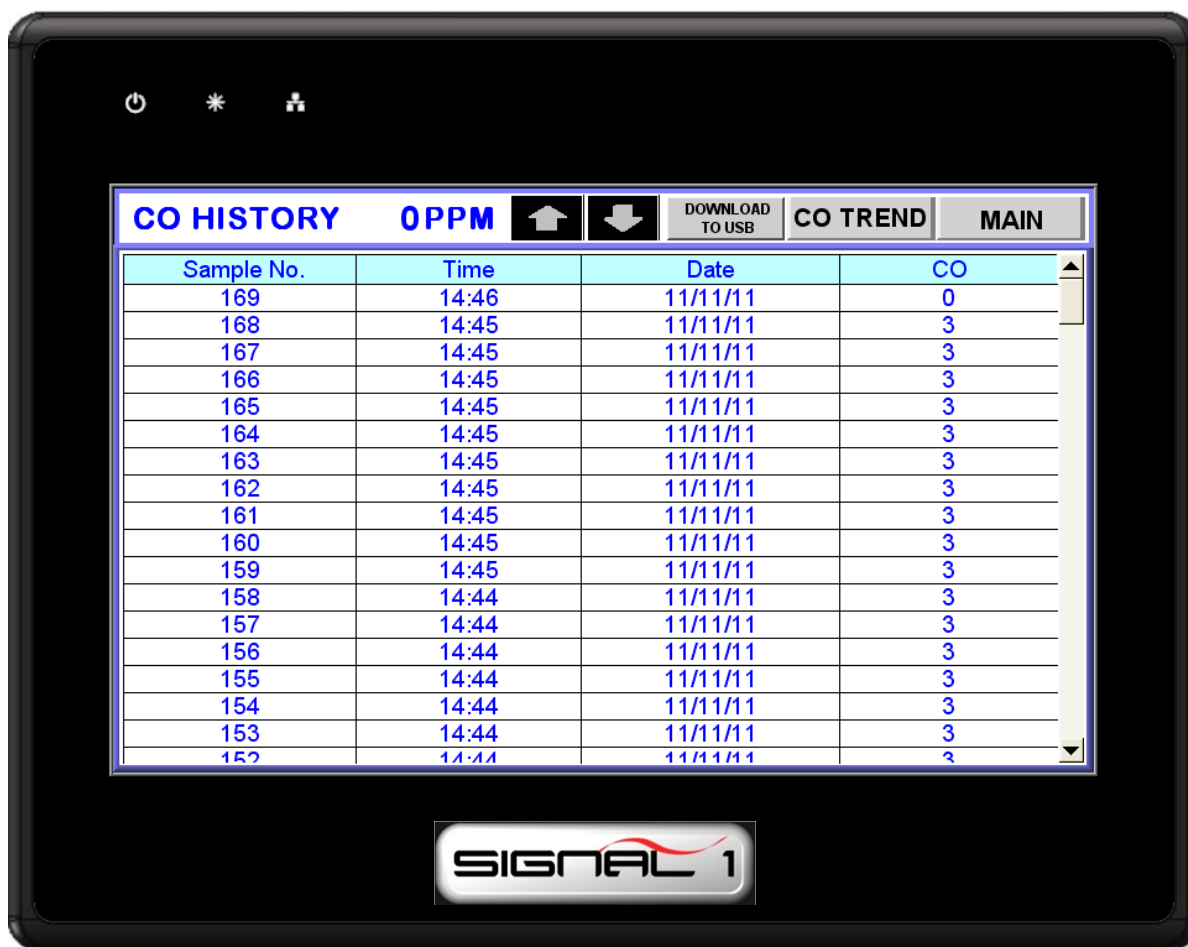 CO HISTORY 0PPM DOWNLOAD TO USB CO TREND MAIN
Sample No. Time Date CO
169 14:46 11/11/11 0
168 14:45 11/11/11 3
167 14:45 11/11/11 3
166 14:45 11/11/11 3
165 14:45 11/11/11 3
164 14:45 11/11/11 3
163 14:45 11/11/11 3
162 14:45 11/11/11 3
161 14:45 11/11/11 3
160 14:45 11/11/11 3
159 14:45 11/11/11 3
158 14:44 11/11/11 3
157 14:44 11/11/11 3
156 14:44 11/11/11 3
155 14:44 11/11/11 3
154 14:44 11/11/11 3
153 14:44 11/11/11 3
152 14:44 11/11/11 3
SIGNAL 1